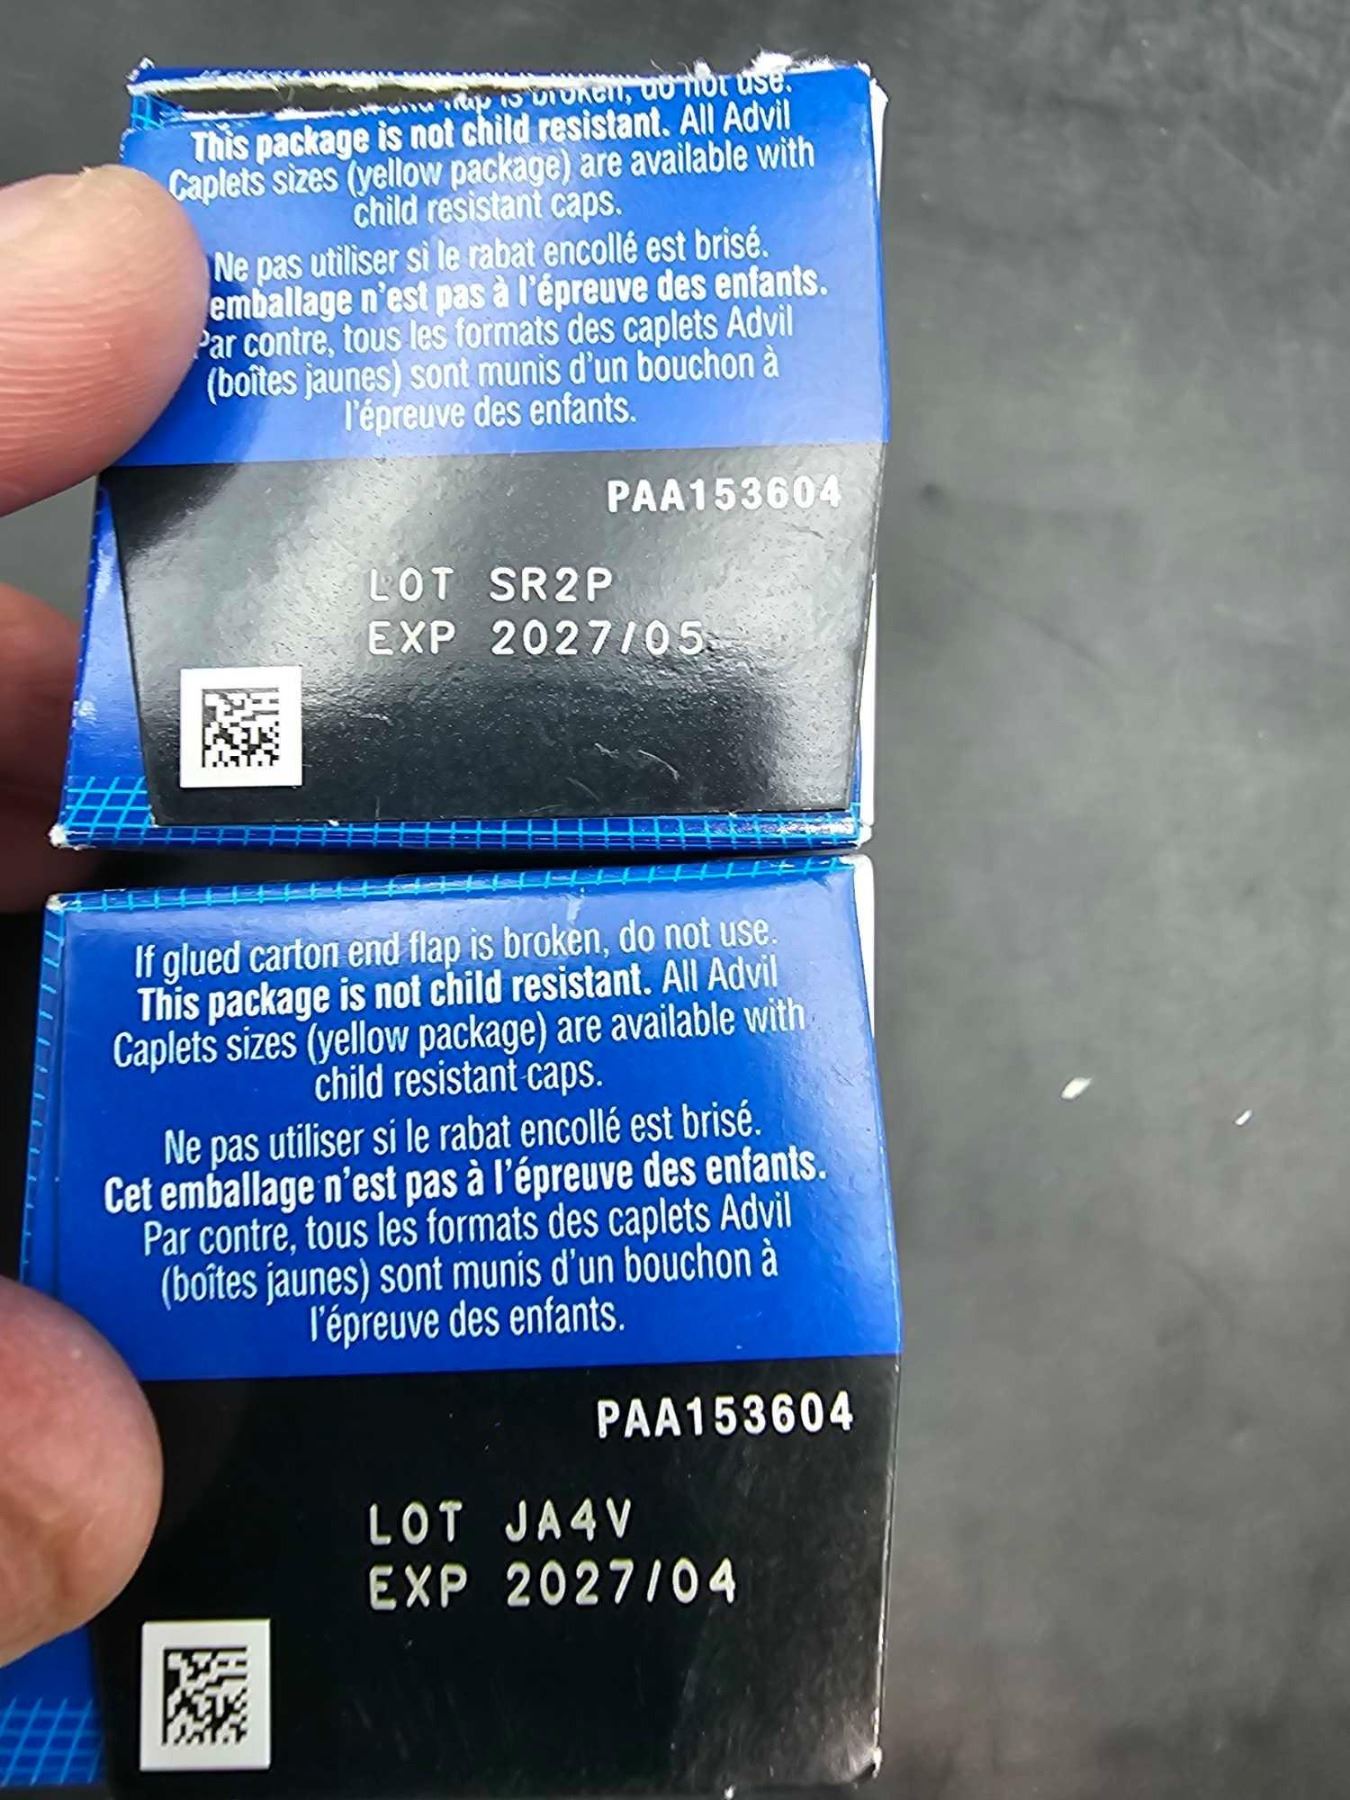 flap is broken, do not use.
This package is not child resistant. All Advil
Caplets sizes (yellow package) are available with
child resistant caps.
Ne pas utiliser si le rabat encollé est brisé.
emballage n'est pas à l'épreuve des enfants.
Par contre, tous les formats des caplets Advil
(boîtes jaunes) sont munis d'un bouchon à
l'épreuve des enfants.
PAA153604
LOT SR2P
EXP 2027/05
If glued carton end flap is broken, do not use.
This package is not child resistant. All Advil
Caplets sizes (yellow package) are available with
child resistant caps.
Ne pas utiliser si le rabat encollé est brisé.
Cet emballage n'est pas à l'épreuve des enfants.
Par contre, tous les formats des caplets Advil
(boîtes jaunes) sont munis d'un bouchon à
l'épreuve des enfants.
PAA153604
LOT JA4V
EXP 2027/04